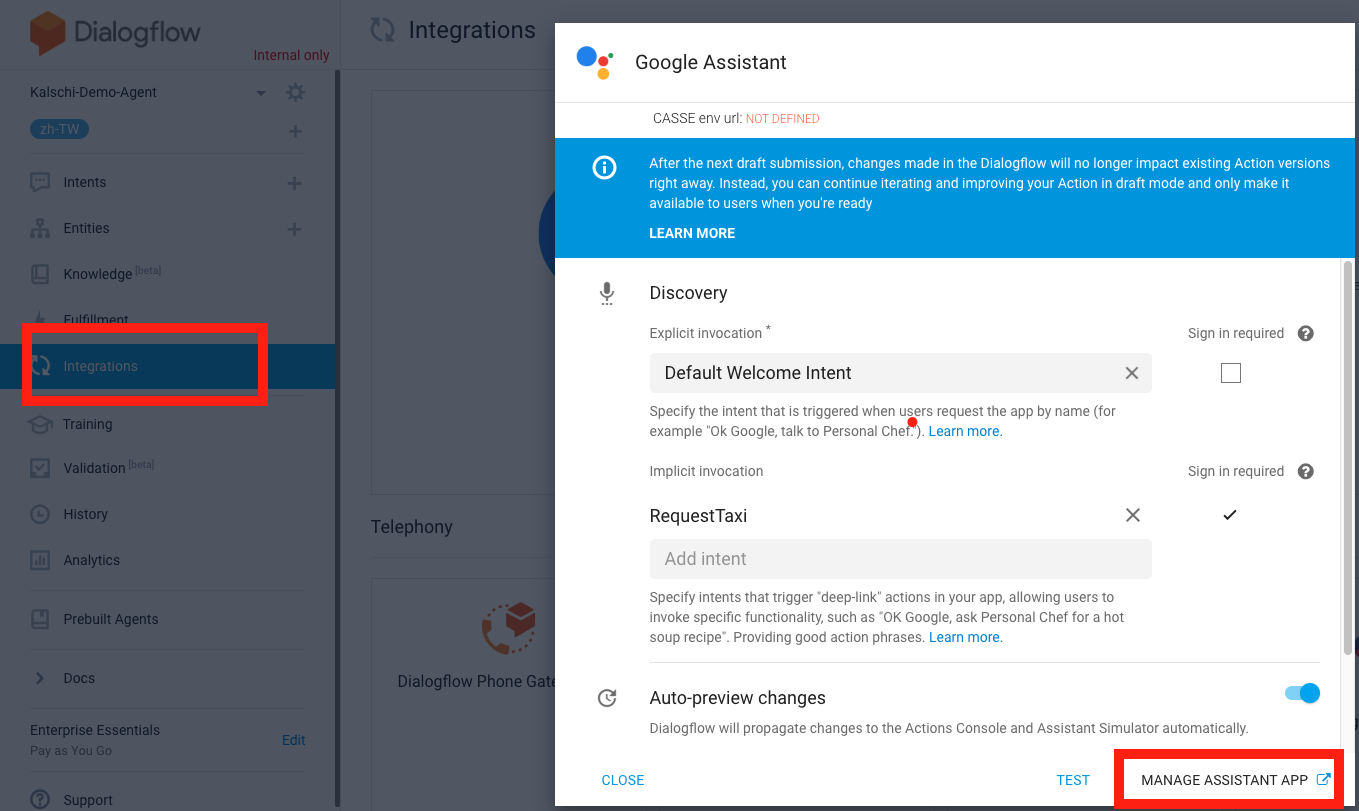 Dialogflow
Internal only
Kalschi-Demo-Agent
zh-TW
Intents
Entities
Knowledge [beta]
Fulfillment
Integrations
Training
Validation [beta]
History
Analytics
Prebuilt Agents
Docs
Enterprise Essentials
Pay as You Go
Edit
Support
Integrations
Telephony
Dialogflow Phone
Google Assistant
CASSE env url: NOT DEFINED
After the next draft submission, changes made in the Dialogflow will no longer impact existing Action versions
right away. Instead, you can continue iterating and improving your Action in draft mode and only make it
available to users when you're ready
LEARN MORE
Discovery
Explicit invocation *
Sign in required
Default Welcome Intent
Specify the intent that is triggered when users request the app by name (for
example "Ok Google, talk to Personal Chef."). Learn more.
Implicit invocation
Sign in required
RequestTaxi
Add intent
Specify intents that trigger "deep-link" actions in your app, allowing users to
invoke specific functionality, such as "OK Google, ask Personal Chef for a hot
soup recipe". Providing good action phrases. Learn more.
Auto-preview changes
Dialogflow will propagate changes to the Actions Console and Assistant Simulator automatically.
CLOSE
TEST
MANAGE ASSISTANT APP